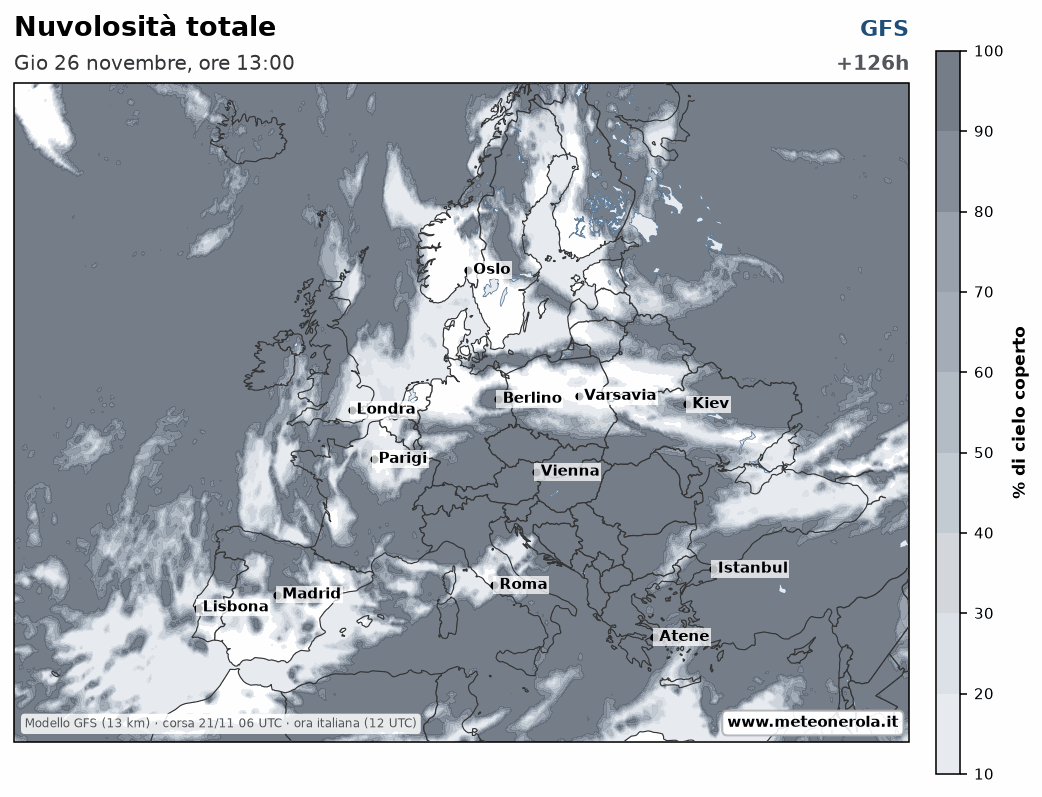 Nuvolosità totale
GFS
Gio 26 novembre, ore 13:00
+126h
100
90
80
70
60
50
40
30
20
10
% di cielo coperto
Oslo
Londra
Berlino
Varsavia
Kiev
Parigi
Vienna
Istanbul
Roma
Madrid
Lisbona
Atene
Modello GFS (13 km) · corsa 21/11 06 UTC · ora italiana (12 UTC)
www.meteonerola.it